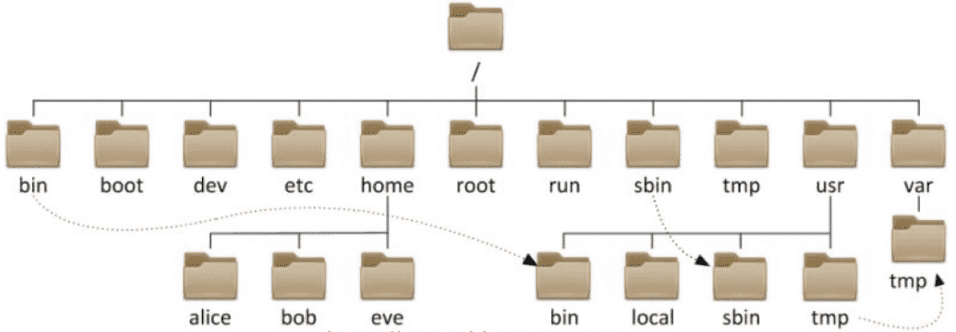 /
bin boot dev etc home root run sbin tmp usr var
tmp
alice bob eve bin local sbin tmp